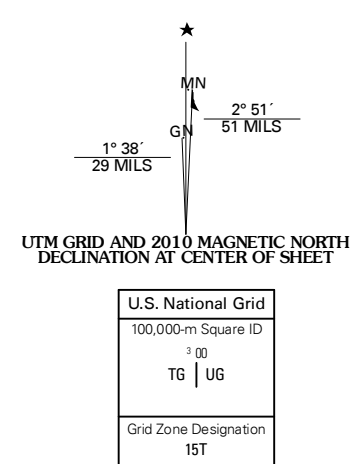 ★
MN
2° 51´
51 MILS
GN
1° 38´
29 MILS
UTM GRID AND 2010 MAGNETIC NORTH
DECLINATION AT CENTER OF SHEET
U.S. National Grid
100,000-m Square ID
3 00
TG | UG
Grid Zone Designation
15T